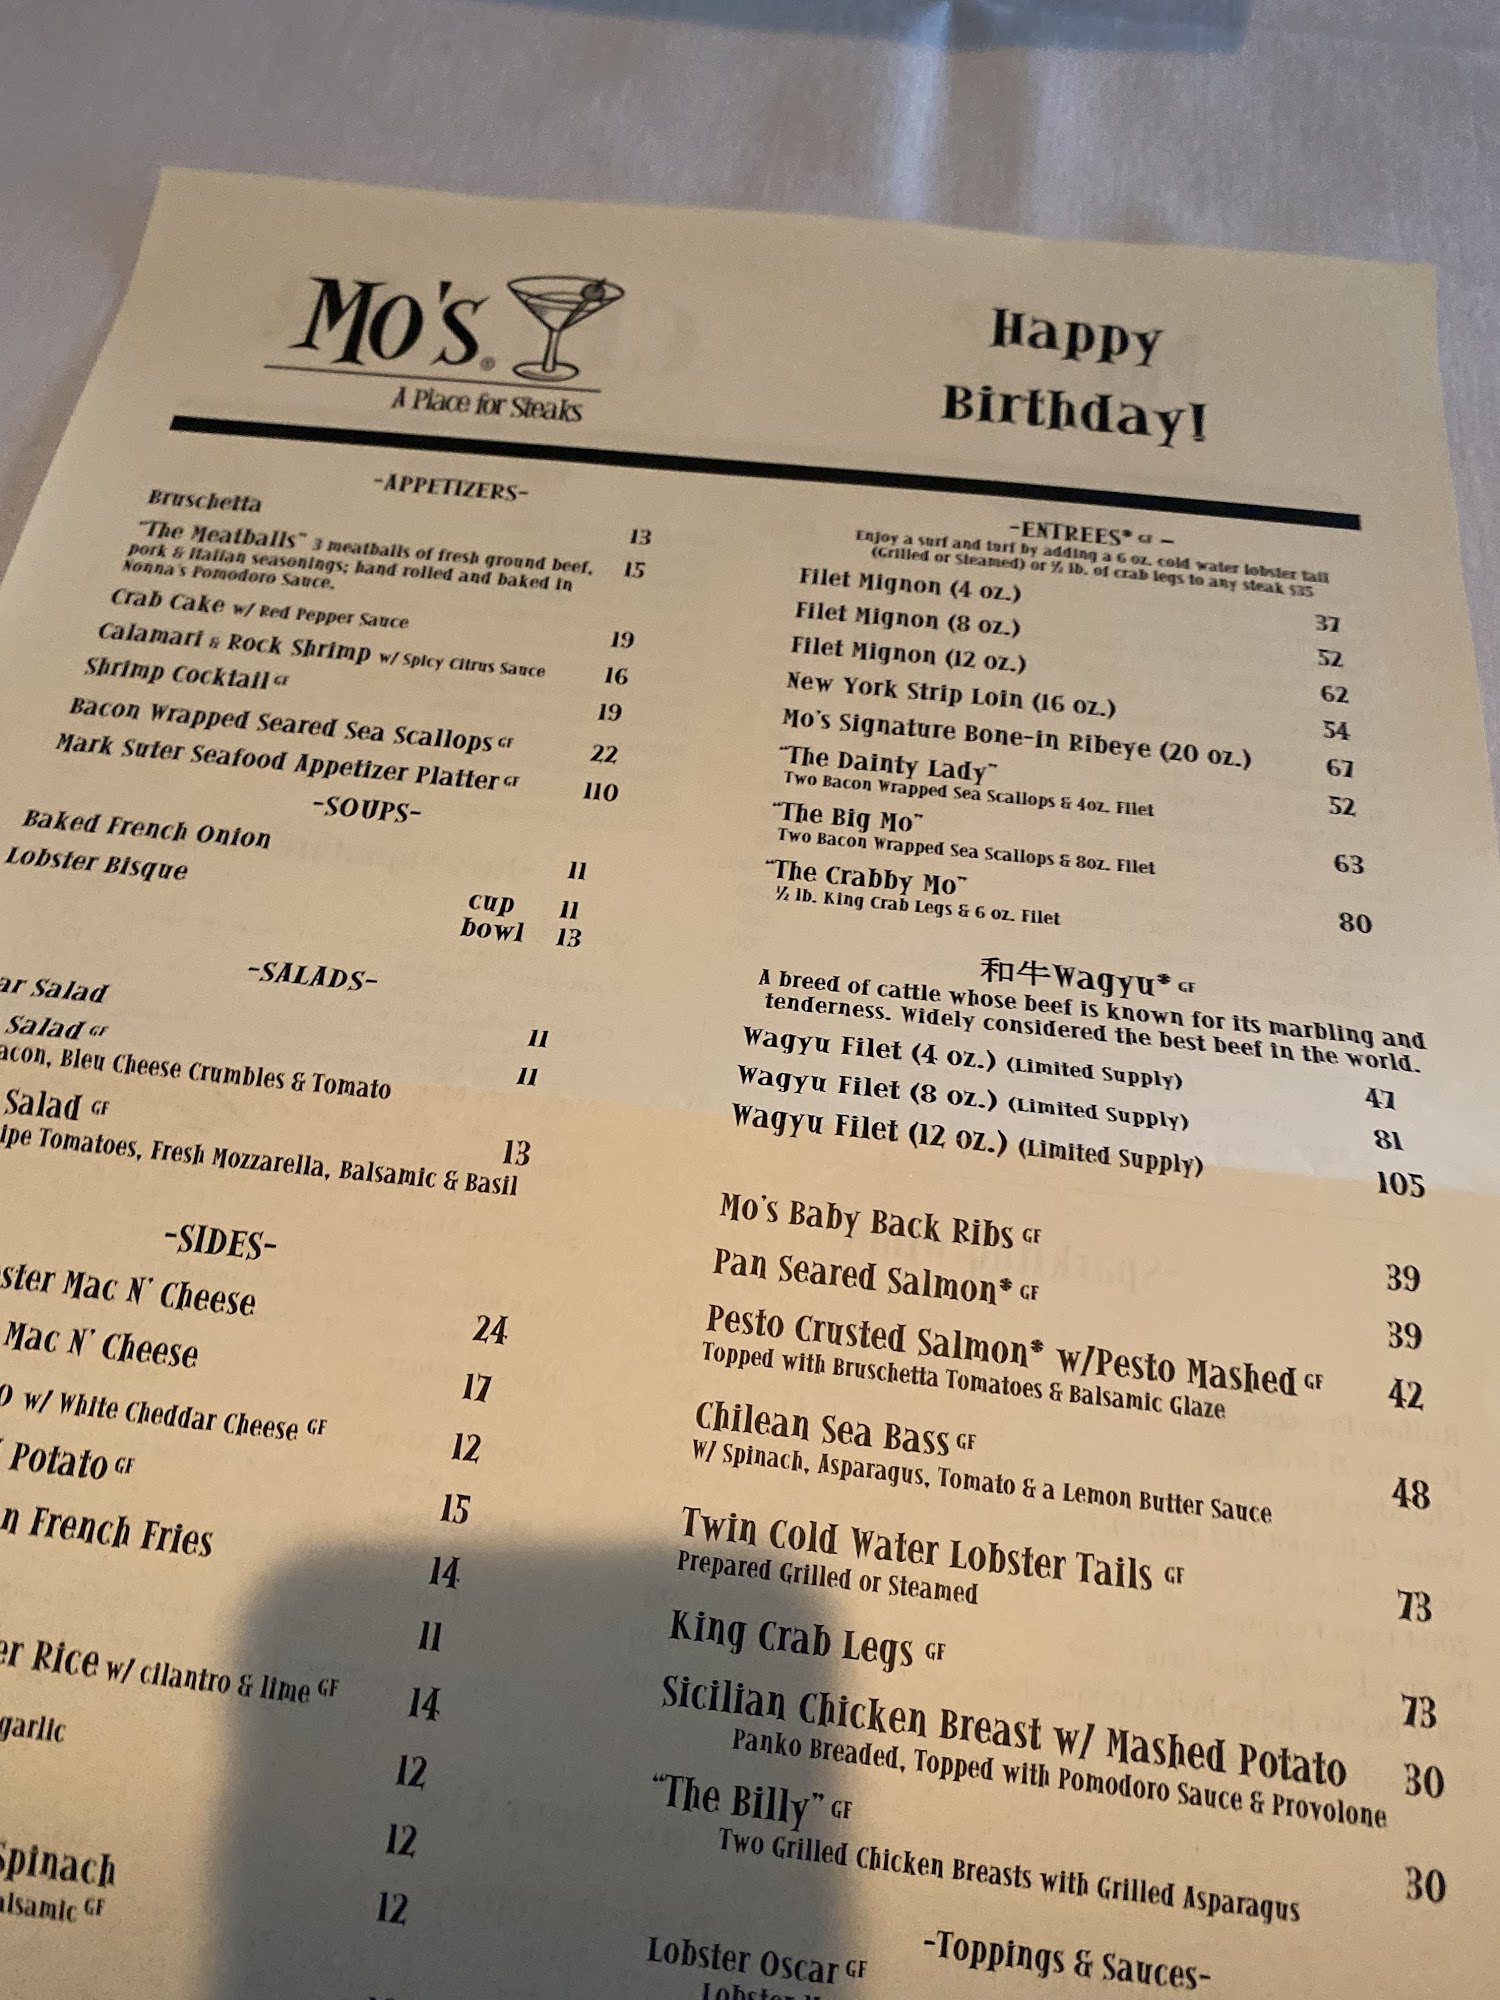 Mo's®
A Place for Steaks
Happy
Birthday!
-APPETIZERS-
Bruschetta 13
"The Meatballs" 3 meatballs of fresh ground beef, 15
pork & Italian seasonings; hand rolled and baked in
Nonna's Pomodoro Sauce.
Crab Cake w/ Red Pepper Sauce 19
Calamari & Rock Shrimp w/ Spicy Citrus Sauce 16
Shrimp Cocktail GF 19
Bacon Wrapped Seared Sea Scallops GF 22
Mark Suter Seafood Appetizer Platter GF 110
-SOUPS-
Baked French Onion 11
Lobster Bisque
cup 11
bowl 13
-SALADS-
Salad 11
Salad GF 11
Bleu Cheese Crumbles & Tomato
Salad GF 13
Tomatoes, Fresh Mozzarella, Balsamic & Basil
-SIDES-
Mac N' Cheese 24
Mac N' Cheese 17
w/ White Cheddar Cheese GF 12
Potato GF 15
French Fries 14
11
Rice w/ cilantro & lime GF 14
garlic 12
12
Spinach 12
GF
-ENTREES* GF -
Enjoy a surf and turf by adding a 6 oz. cold water lobster tail
(Grilled or Steamed) or ½ lb. of crab legs to any steak $35
Filet Mignon (4 oz.) 37
Filet Mignon (8 oz.) 52
Filet Mignon (12 oz.) 62
New York Strip Loin (16 oz.) 54
Mo's Signature Bone-in Ribeye (20 oz.) 67
"The Dainty Lady" 52
Two Bacon Wrapped Sea Scallops & 4oz. Filet
"The Big Mo" 63
Two Bacon Wrapped Sea Scallops & 8oz. Filet
"The Crabby Mo" 80
½ lb. King Crab Legs & 6 oz. Filet
和牛Wagyu* GF
A breed of cattle whose beef is known for its marbling and
tenderness. Widely considered the best beef in the world.
Wagyu Filet (4 oz.) (Limited Supply) 47
Wagyu Filet (8 oz.) (Limited Supply) 81
Wagyu Filet (12 oz.) (Limited Supply) 105
Mo's Baby Back Ribs GF 39
Pan Seared Salmon* GF 39
Pesto Crusted Salmon* w/Pesto Mashed GF 42
Topped with Bruschetta Tomatoes & Balsamic Glaze
Chilean Sea Bass GF 48
W/ Spinach, Asparagus, Tomato & a Lemon Butter Sauce
Twin Cold Water Lobster Tails GF 73
Prepared Grilled or Steamed
King Crab Legs GF 73
Sicilian Chicken Breast w/ Mashed Potato 30
Panko Breaded, Topped with Pomodoro Sauce & Provolone
"The Billy" GF 30
Two Grilled Chicken Breasts with Grilled Asparagus
-Toppings & Sauces-
Lobster Oscar GF